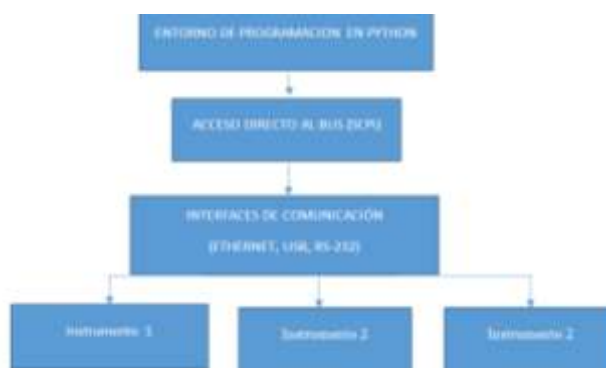 ENTORNO DE PROGRAMACION EN PYTHON
ACCESO DIRECTO AL BUS (SCPI)
INTERFACES DE COMUNICACIÓN
(ETHERNET, USB, RS-232)
Instrumento 1
Instrumento 2
Instrumento 2